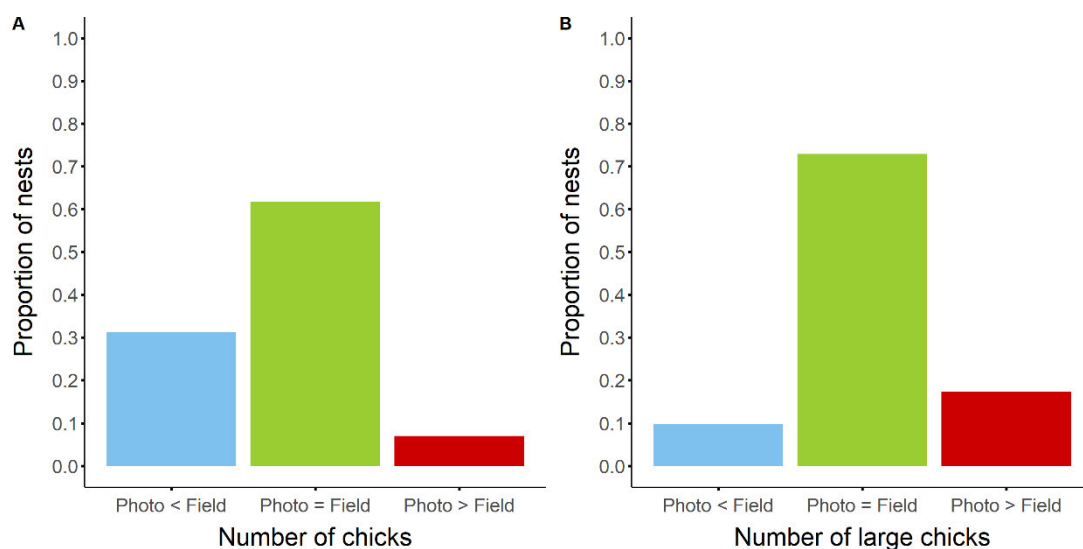 A
Proportion of nests
1.0
0.9
0.8
0.7
0.6
0.5
0.4
0.3
0.2
0.1
0.0
Photo < Field Photo = Field Photo > Field
Number of chicks
B
Proportion of nests
1.0
0.9
0.8
0.7
0.6
0.5
0.4
0.3
0.2
0.1
0.0
Photo < Field Photo = Field Photo > Field
Number of large chicks